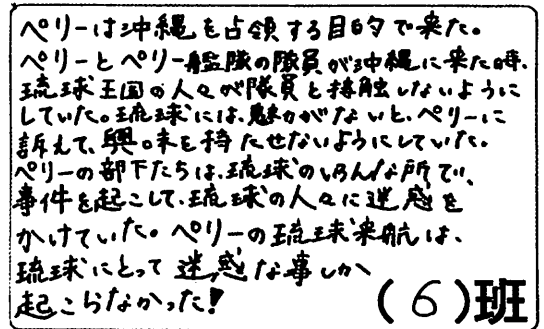 ペリーは沖縄を占領する目的で来た。
ペリーとペリー艦隊の隊員が沖縄に来た時、
琉球王国の人々が隊員と接触しないように
していた。琉球には、魅力がないと、ペリーに
訴えて、興味を持たせないようにしていた。
ペリーの部下たちは、琉球のいろんな所で、
事件を起こして、琉球の人々に迷惑を
かけていた。ペリーの琉球来航は、
琉球にとって迷惑な事しか
起こらなかった!
(6)班